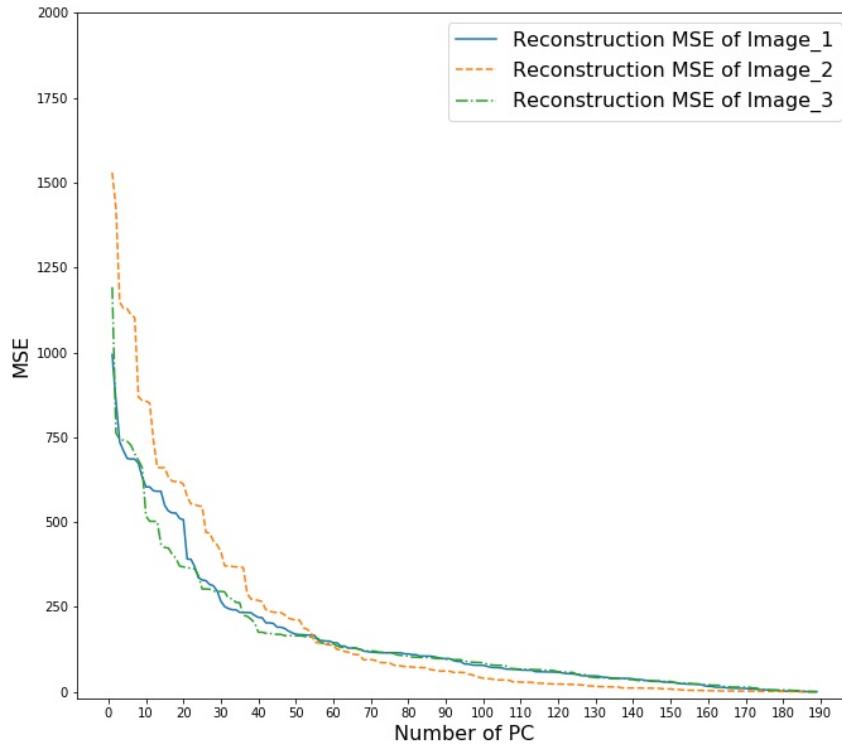 2000
1750
1500
1250
1000
750
500
250
0
MSE
Reconstruction MSE of Image_1
Reconstruction MSE of Image_2
Reconstruction MSE of Image_3
0 10 20 30 40 50 60 70 80 90 100 110 120 130 140 150 160 170 180 190
Number of PC